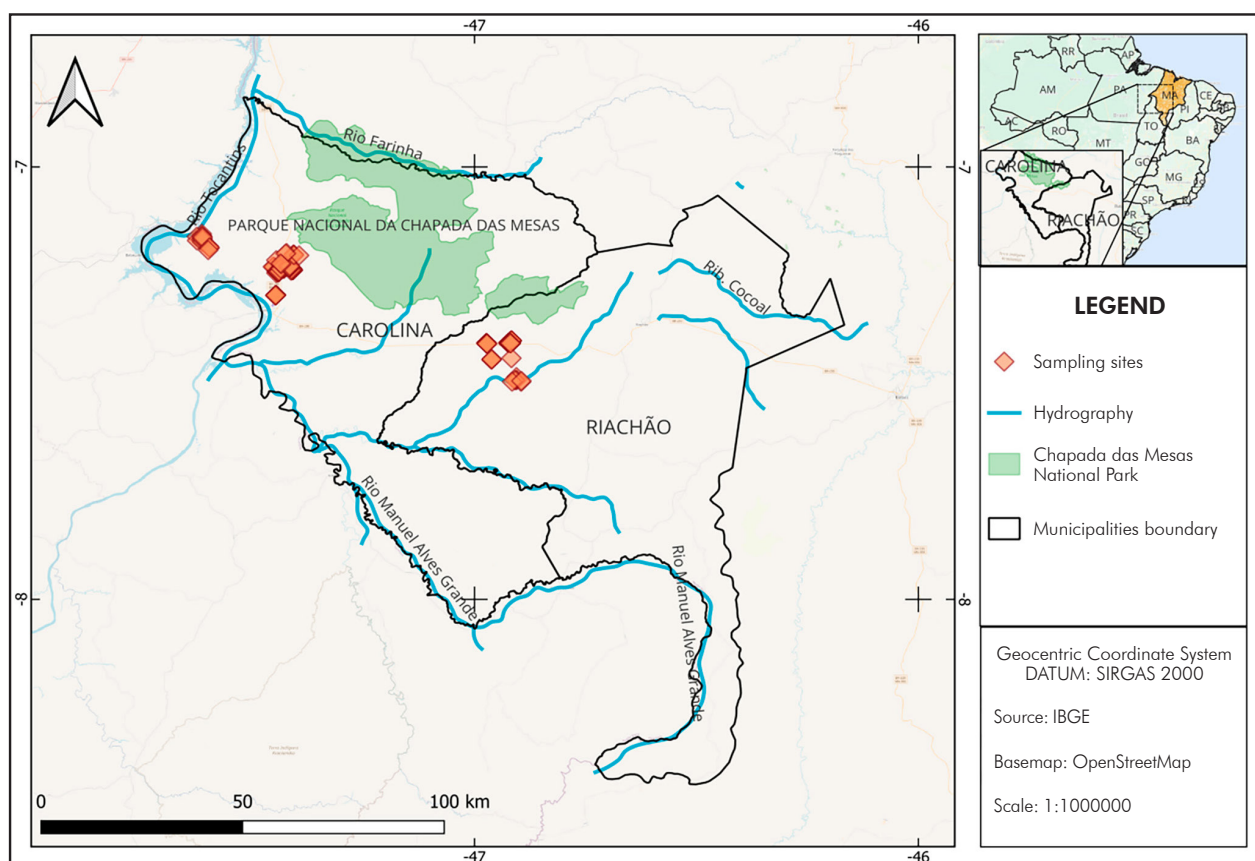 -47
-46
-7
-7
-8
-8
-47
-46
Rio Farinha
Rio Tocantins
PARQUE NACIONAL DA CHAPADA DAS MESAS
Rib. Cocoal
CAROLINA
RIACHÃO
Rio Manuel Alves Grande
Rio Manuel Alves Grande
0
50
100 km
RR
AP
AM
PA
MA
CE
PI
AC
RO
TO
MT
BA
GO
MG
SP
PR
SC
CAROLINA
RIACHÃO
LEGEND
Sampling sites
Hydrography
Chapada das Mesas
National Park
Municipalities boundary
Geocentric Coordinate System
DATUM: SIRGAS 2000
Source: IBGE
Basemap: OpenStreetMap
Scale: 1:1000000